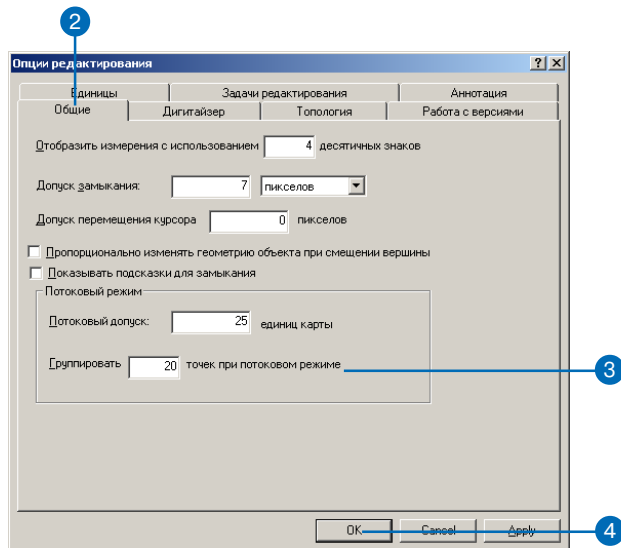 2
Опции редактирования
Единицы Задачи редактирования Аннотация
Общие Дигитайзер Топология Работа с версиями
Отобразить измерения с использованием 4 десятичных знаков
Допуск замыкания: 7 пикселов
Допуск перемещения курсора 0 пикселов
Пропорционально изменять геометрию объекта при смещении вершины
Показывать подсказки для замыкания
Потоковый режим
Потоковый допуск: 25 единиц карты
Группировать 20 точек при потоковом режиме 3
OK Cancel Apply 4